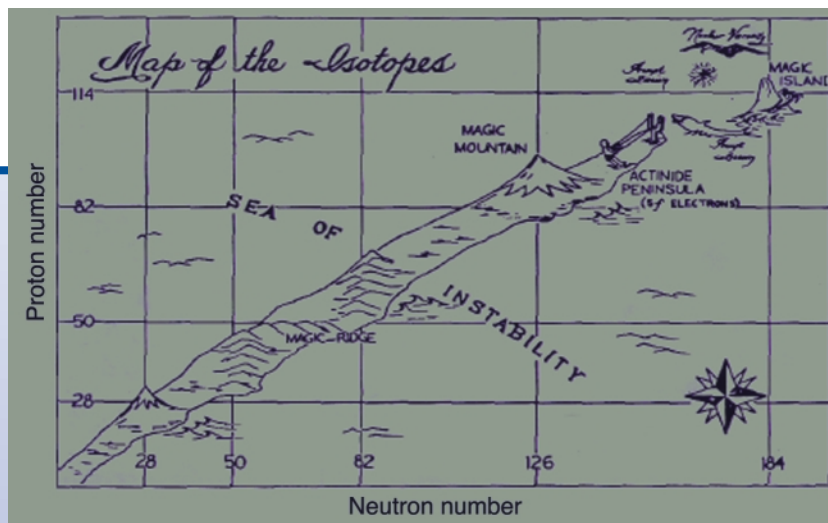 Map of the Isotopes
MAGIC
ISLAND
114
MAGIC
MOUNTAIN
ACTINIDE
PENINSULA
(5f ELECTRONS)
82
SEA OF
INSTABILITY
50
MAGIC RIDGE
28
28 50 82 126 184
Proton number
Neutron number